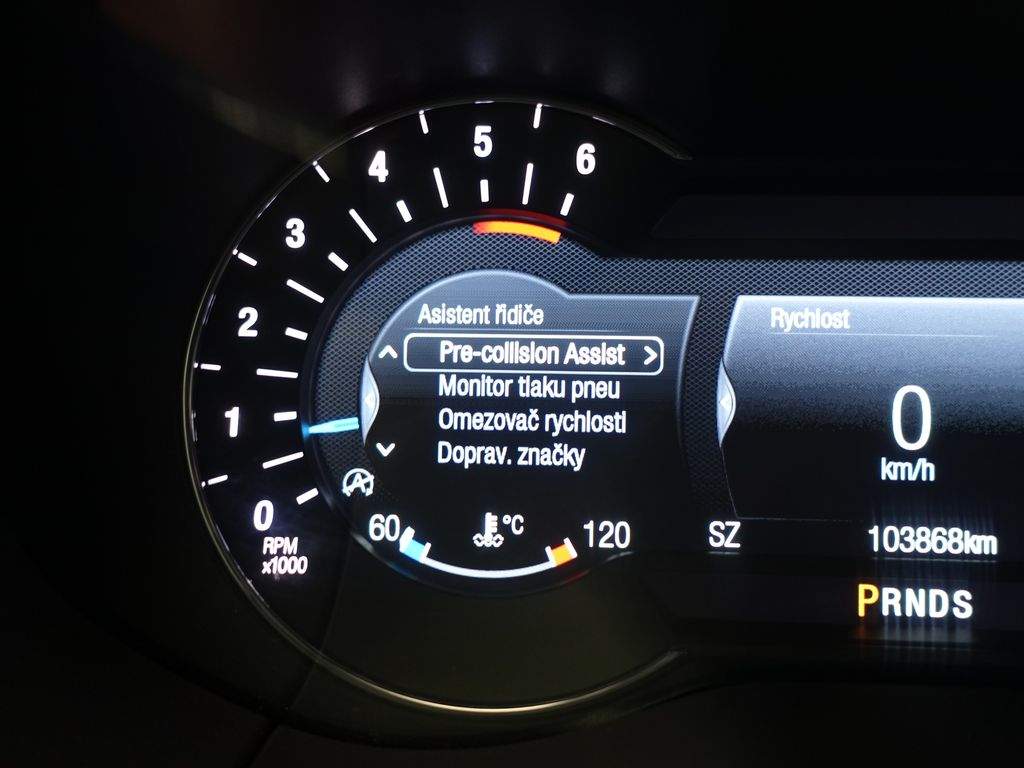 5
6
4
3
2
1
0
RPM
x1000
Asistent řidiče
Pre-collision Assist
Monitor tlaku pneu
Omezovač rychlosti
Doprav. značky
60
°C
120
Rychlost
0
km/h
SZ
103868km
PRNDS